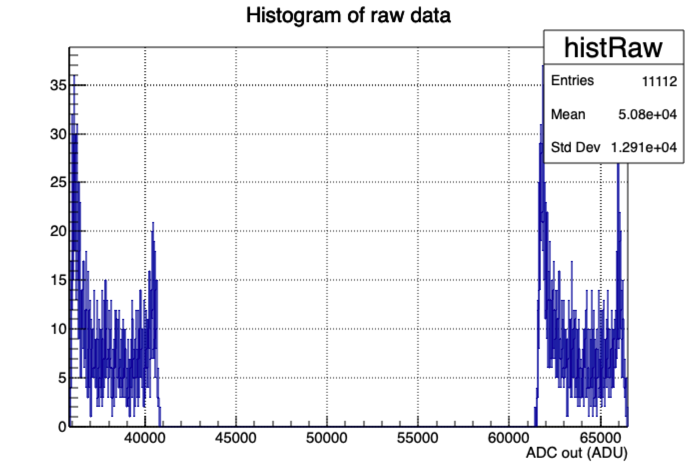 Histogram of raw data
histRaw
Entries 11112
Mean 5.08e+04
Std Dev 1.291e+04
35
30
25
20
15
10
5
0
40000 45000 50000 55000 60000 65000
ADC out (ADU)